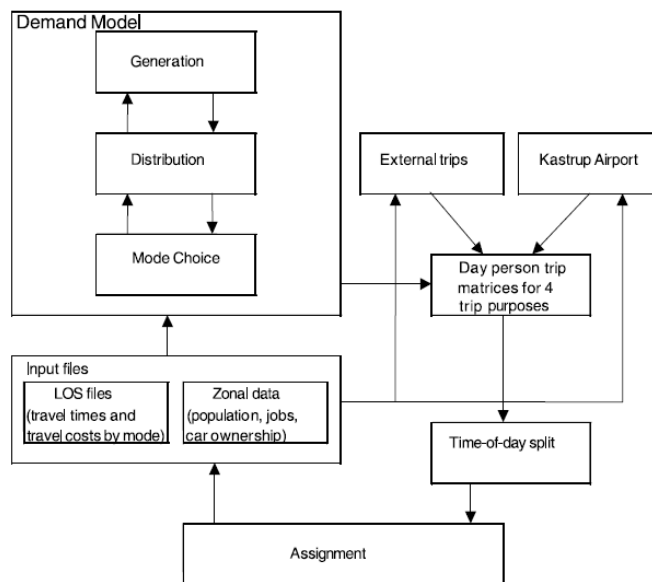 Demand Model
Generation
Distribution
Mode Choice
External trips
Kastrup Airport
Day person trip
matrices for 4
trip purposes
Input files
LOS files
(travel times and
travel costs by mode)
Zonal data
(population, jobs,
car ownership)
Time-of-day split
Assignment